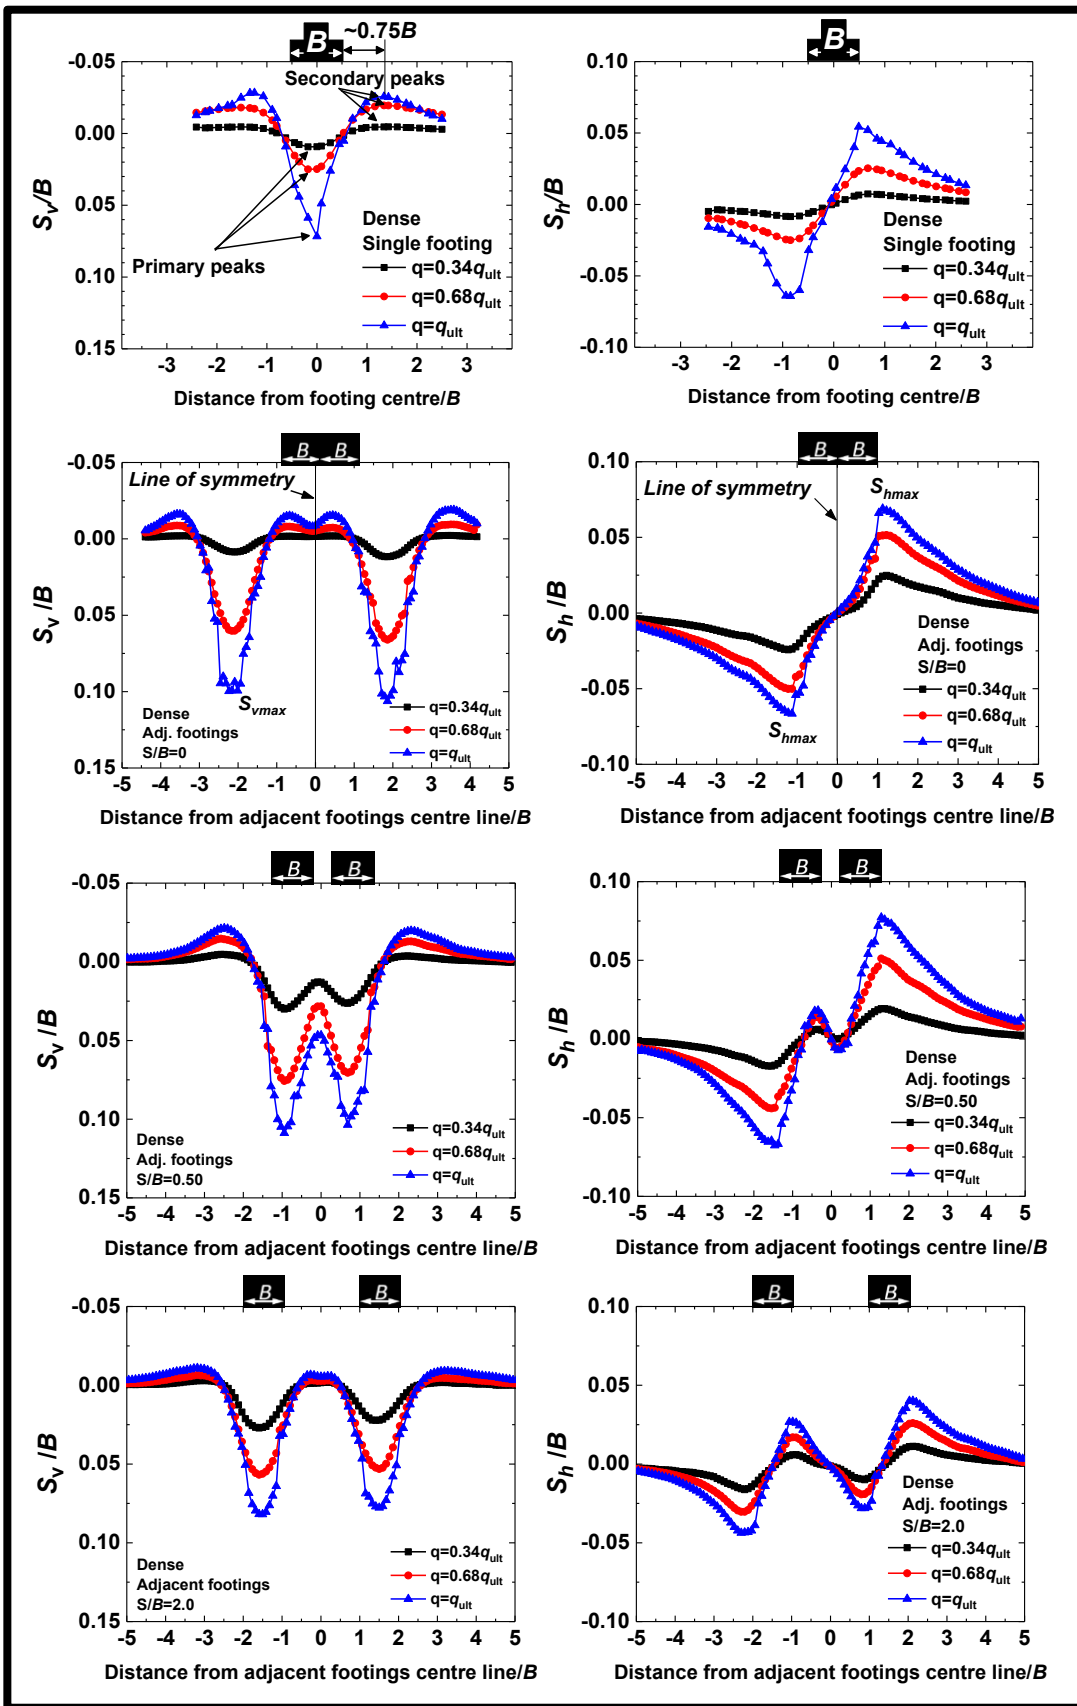 B
~0.75B
-0.05
0.00
0.05
0.10
0.15
Sv/B
Secondary peaks
Primary peaks
Dense
Single footing
q=0.34qult
q=0.68qult
q=qult
-3 -2 -1 0 1 2 3
Distance from footing centre/B
B
0.10
0.05
0.00
-0.05
-0.10
Sh/B
Dense
Single footing
q=0.34qult
q=0.68qult
q=qult
-3 -2 -1 0 1 2 3
Distance from footing centre/B
B B
-0.05
0.00
0.05
0.10
0.15
Sv /B
Line of symmetry
Svmax
Dense
Adj. footings
S/B=0
q=0.34qult
q=0.68qult
q=qult
-5 -4 -3 -2 -1 0 1 2 3 4 5
Distance from adjacent footings centre line/B
B B
0.10
0.05
0.00
-0.05
-0.10
Sh /B
Line of symmetry
Shmax
Shmax
Dense
Adj. footings
S/B=0
q=0.34qult
q=0.68qult
q=qult
-5 -4 -3 -2 -1 0 1 2 3 4 5
Distance from adjacent footings centre line/B
B B
-0.05
0.00
0.05
0.10
0.15
Sv /B
Dense
Adj. footings
S/B=0.50
q=0.34qult
q=0.68qult
q=qult
-5 -4 -3 -2 -1 0 1 2 3 4 5
Distance from adjacent footings centre line/B
B B
0.10
0.05
0.00
-0.05
-0.10
Sh /B
Dense
Adj. footings
S/B=0.50
q=0.34qult
q=0.68qult
q=qult
-5 -4 -3 -2 -1 0 1 2 3 4 5
Distance from adjacent footings centre line/B
B B
-0.05
0.00
0.05
0.10
0.15
Sv /B
Dense
Adjacent footings
S/B=2.0
q=0.34qult
q=0.68qult
q=qult
-5 -4 -3 -2 -1 0 1 2 3 4 5
Distance from adjacent footings centre line/B
B B
0.10
0.05
0.00
-0.05
-0.10
Sh /B
Dense
Adj. footings
S/B=2.0
q=0.34qult
q=0.68qult
q=qult
-5 -4 -3 -2 -1 0 1 2 3 4 5
Distance from adjacent footings centre line/B